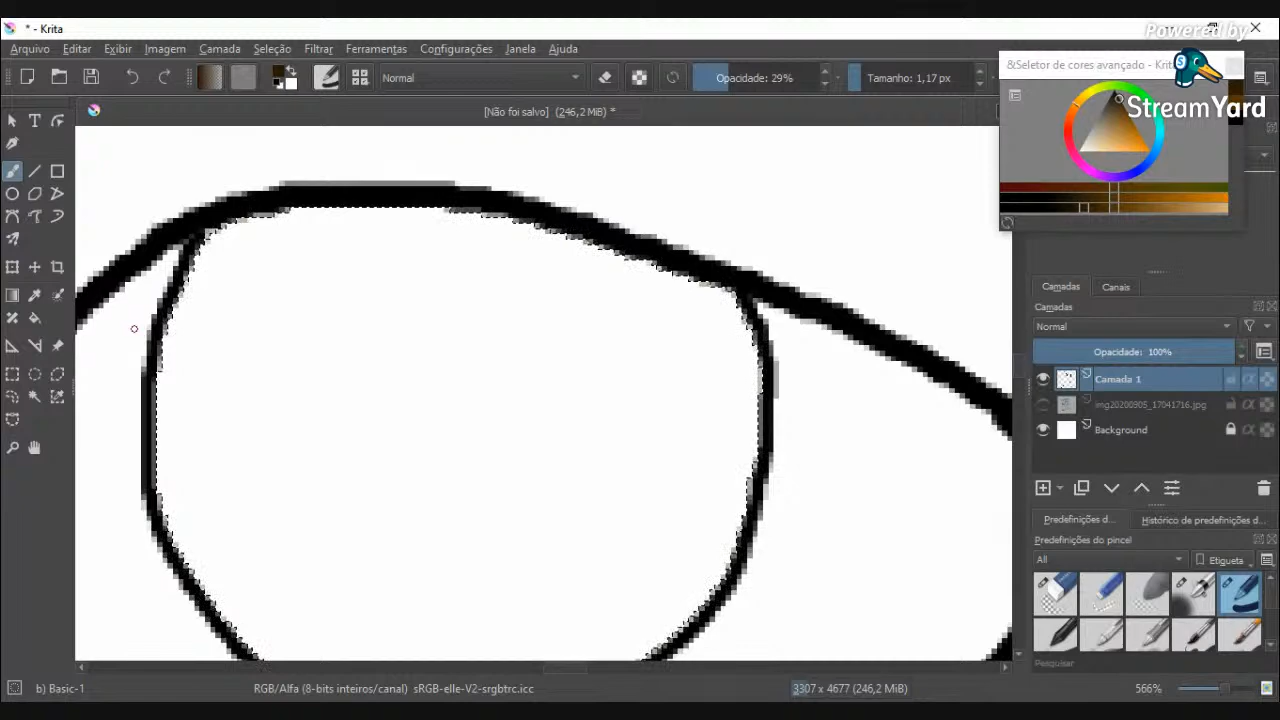 * - Krita
Powered by
Arquivo Editar Exibir Imagem Camada Seleção Filtrar Ferramentas Configurações Janela Ajuda
&Seletor de cores avançado - Krita
StreamYard
Normal
Opacidade: 29%
Tamanho: 1,17 px
[Não foi salvo] (246,2 MiB) *
Camadas Canais
Camadas
Normal
Opacidade: 100%
Camada 1
img20200905_17041716.jpg
Background
Predefinições d... Histórico de predefinições d...
Predefinições do pincel
All
Etiqueta
Pesquisar
b) Basic-1
RGB/Alfa (8-bits inteiros/canal) sRGB-elle-V2-srgbtrc.icc
3307 x 4677 (246,2 MiB)
566%